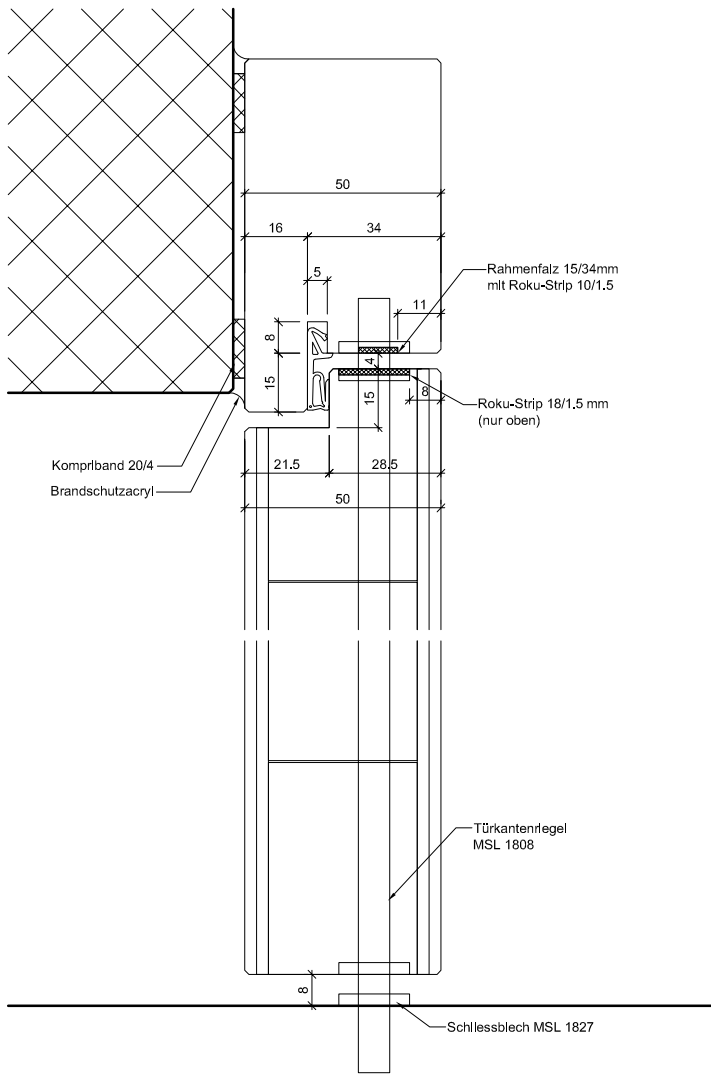 50
16
34
5
Rahmenfalz 15/34mm
mit Roku-Strip 10/1.5
11
8
4
15
8
Roku-Strip 18/1.5 mm
(nur oben)
15
Kompriband 20/4
21.5
28.5
Brandschutzacryl
50
Türkantenriegel
MSL 1808
8
Schliessblech MSL 1827